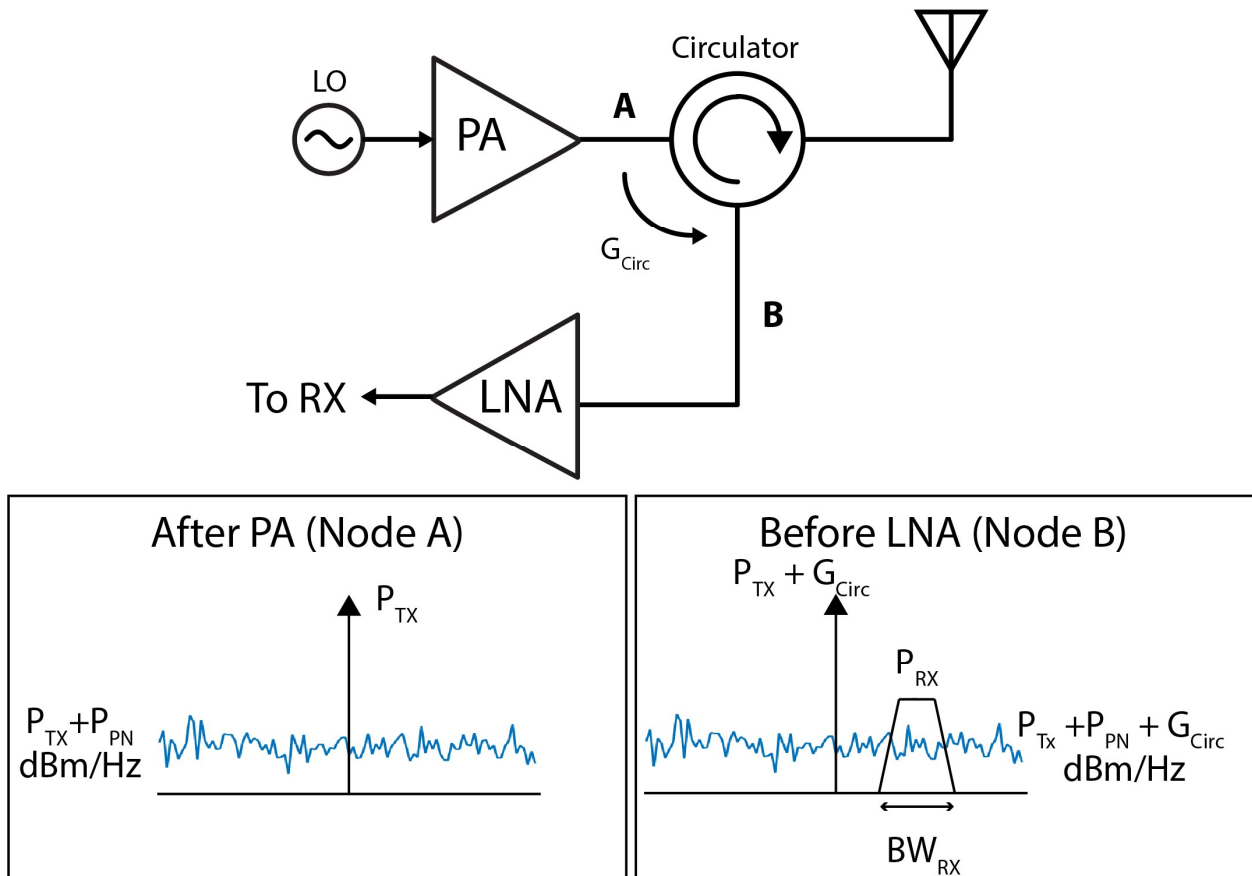 Circulator
LO
PA
A
G_Circ
B
To RX
LNA
After PA (Node A)
P_TX
P_TX+P_PN
dBm/Hz
Before LNA (Node B)
P_TX + G_Circ
P_RX
P_Tx +P_PN + G_Circ
dBm/Hz
BW_RX